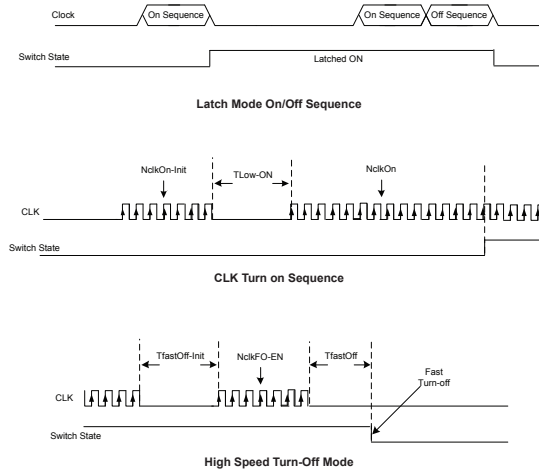 Clock
On Sequence
On Sequence
Off Sequence
Switch State
Latched ON
Latch Mode On/Off Sequence
NclkOn-Init
TLow-ON
NclkOn
CLK
Switch State
CLK Turn on Sequence
TfastOff-Init
NclkFO-EN
TfastOff
Fast
Turn-off
CLK
Switch State
High Speed Turn-Off Mode